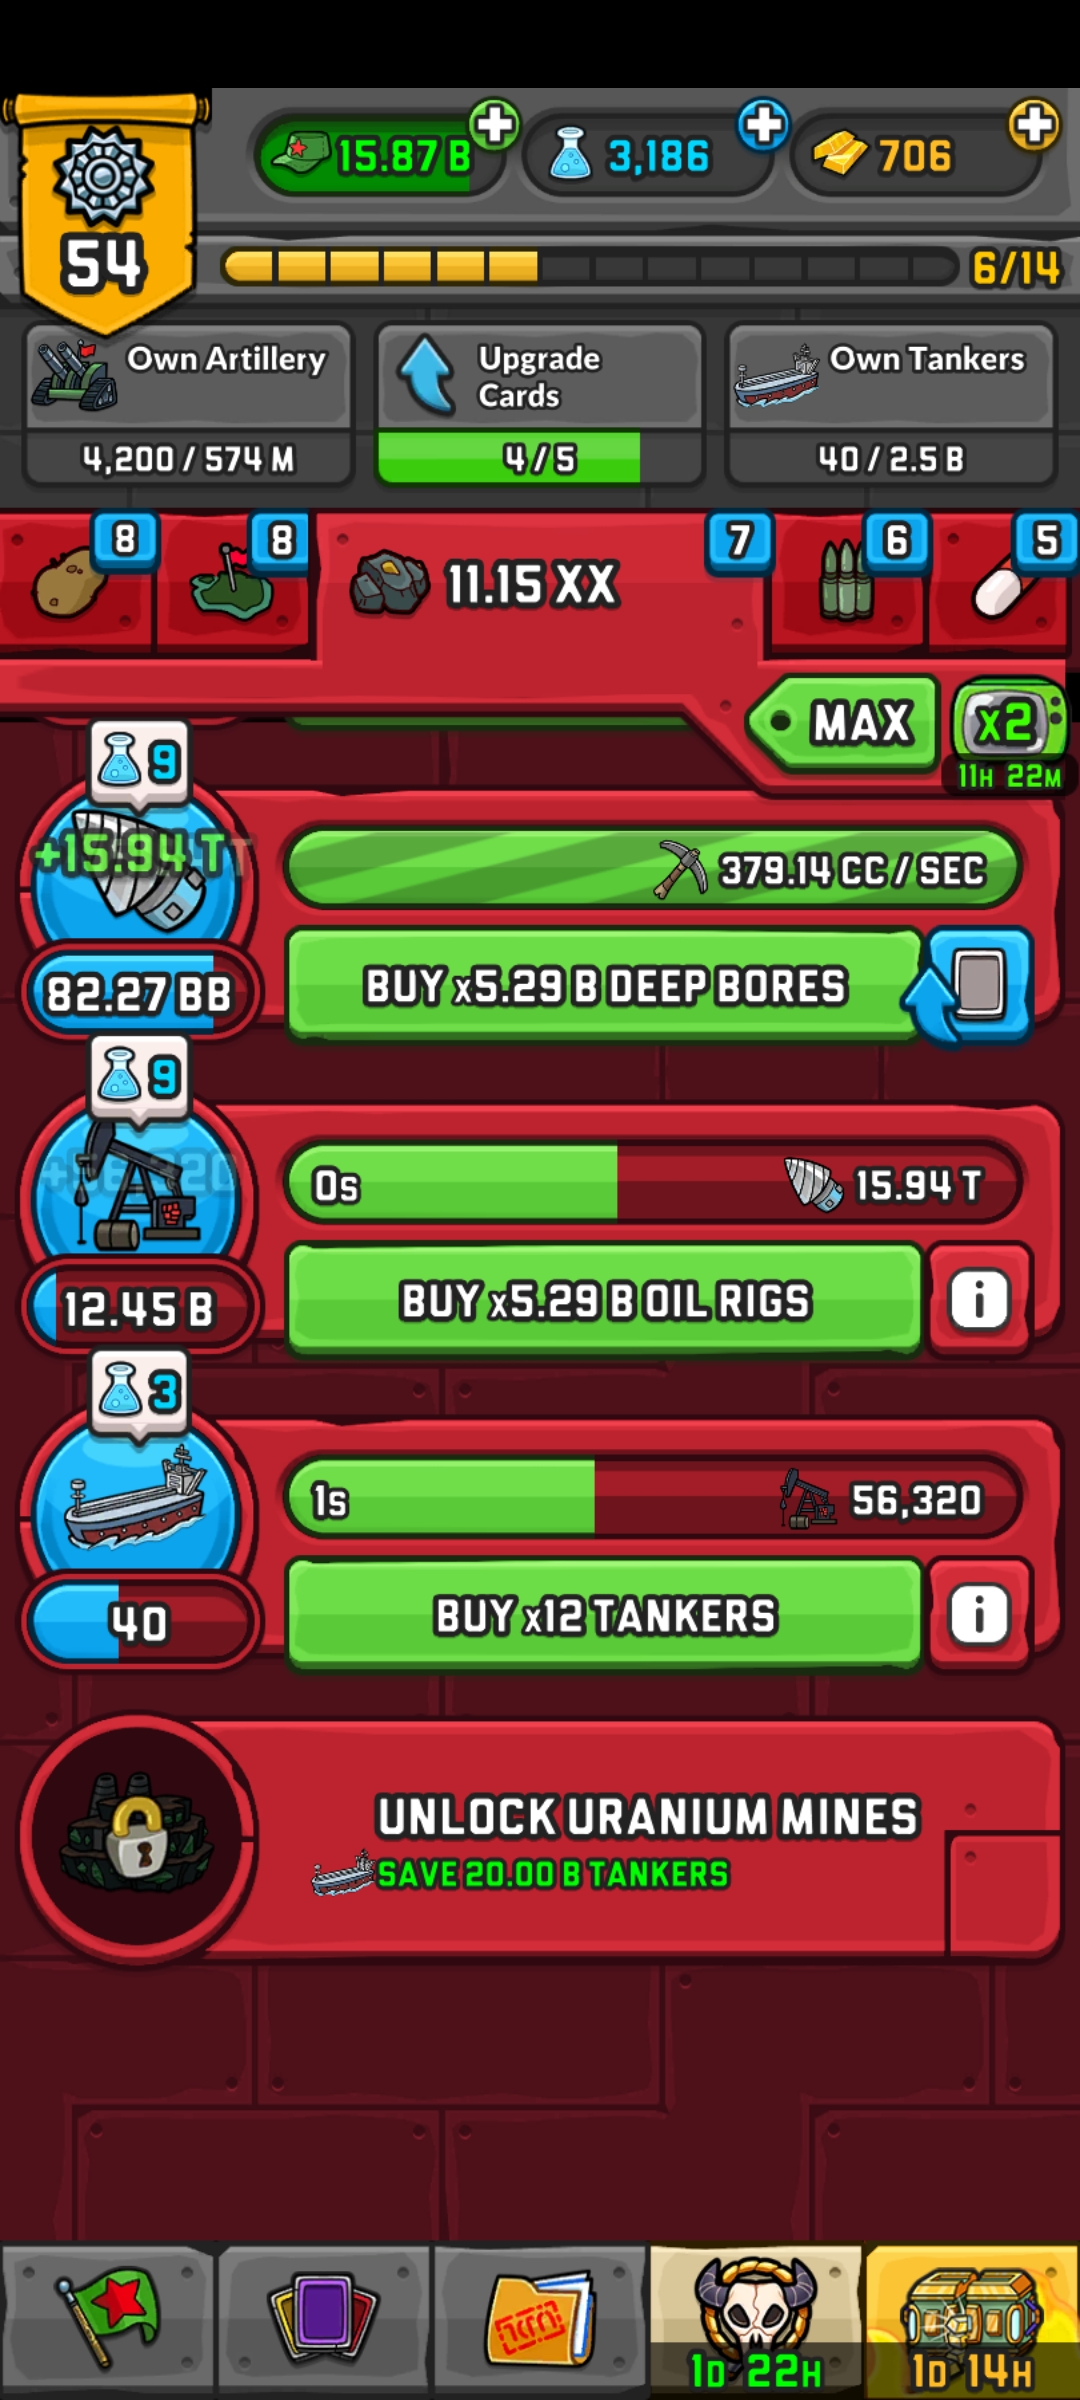 15.87 B
3,186
706
54
6/14
Own Artillery
4,200 / 574 M
Upgrade
Cards
4 / 5
Own Tankers
40 / 2.5 B
8
8
11.15 XX
7
6
5
MAX
x2
11H 22M
9
+15.94 T
379.14 CC / SEC
82.27 BB
BUY x5.29 B DEEP BORES
9
+56,320
0s
15.94 T
12.45 B
BUY x5.29 B OIL RIGS
i
3
1s
56,320
40
BUY x12 TANKERS
i
UNLOCK URANIUM MINES
SAVE 20.00 B TANKERS
1D 22H
1D 14H